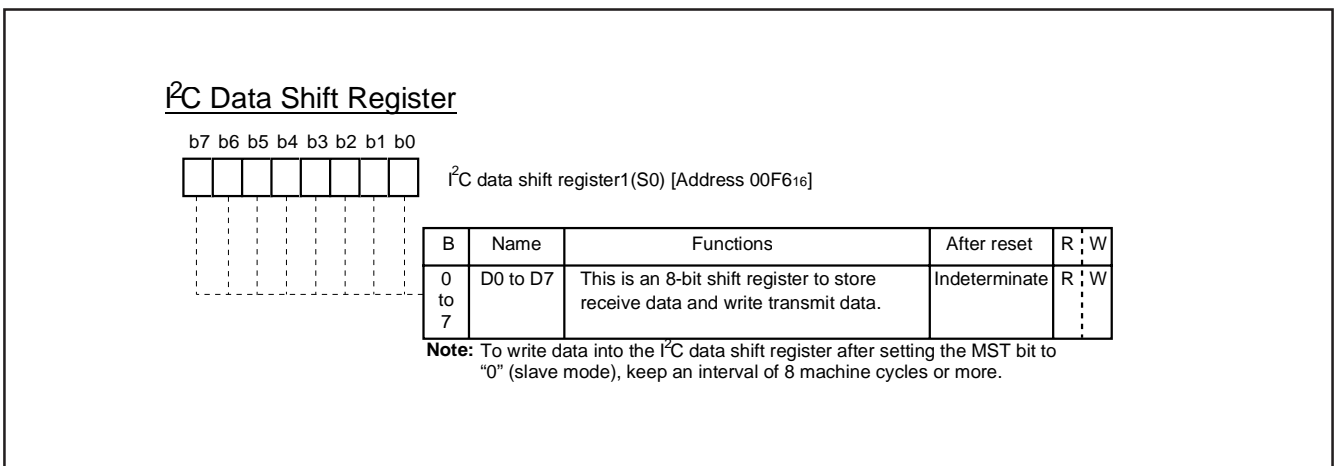 I²C Data Shift Register
b7 b6 b5 b4 b3 b2 b1 b0
I²C data shift register1(S0) [Address 00F6₁₆]
B Name Functions After reset R W
0 to 7 D0 to D7 This is an 8-bit shift register to store Indeterminate R W
receive data and write transmit data.
Note: To write data into the I²C data shift register after setting the MST bit to
“0” (slave mode), keep an interval of 8 machine cycles or more.